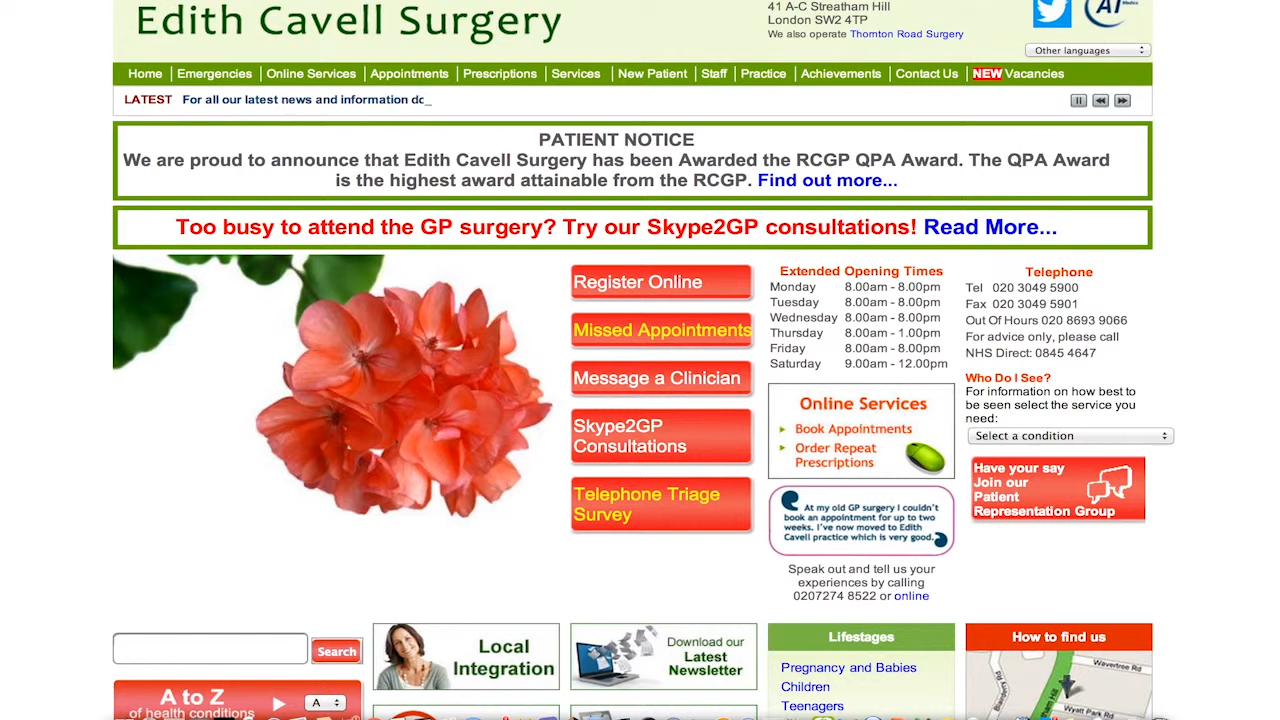 Edith Cavell Surgery
41 A-C Streatham Hill
London SW2 4TP
We also operate Thornton Road Surgery
Other languages
Home Emergencies Online Services Appointments Prescriptions Services New Patient Staff Practice Achievements Contact Us NEW Vacancies
LATEST For all our latest news and information do_
PATIENT NOTICE
We are proud to announce that Edith Cavell Surgery has been Awarded the RCGP QPA Award. The QPA Award
is the highest award attainable from the RCGP. Find out more...
Too busy to attend the GP surgery? Try our Skype2GP consultations! Read More...
Register Online
Missed Appointments
Message a Clinician
Skype2GP
Consultations
Telephone Triage
Survey
Extended Opening Times
Monday 8.00am - 8.00pm
Tuesday 8.00am - 8.00pm
Wednesday 8.00am - 8.00pm
Thursday 8.00am - 1.00pm
Friday 8.00am - 8.00pm
Saturday 9.00am - 12.00pm
Online Services
Book Appointments
Order Repeat
Prescriptions
At my old GP surgery I couldn't
book an appointment for up to two
weeks. I've now moved to Edith
Cavell practice which is very good.
Speak out and tell us your
experiences by calling
0207274 8522 or online
Telephone
Tel 020 3049 5900
Fax 020 3049 5901
Out Of Hours 020 8693 9066
For advice only, please call
NHS Direct: 0845 4647
Who Do I See?
For information on how best to
be seen select the service you
need:
Select a condition
Have your say
Join our
Patient
Representation Group
Search
A to Z
of health conditions
A
Local
Integration
Download our
Latest
Newsletter
Lifestages
Pregnancy and Babies
Children
Teenagers
How to find us
Wavertree Rd
Wyatt Park Rd